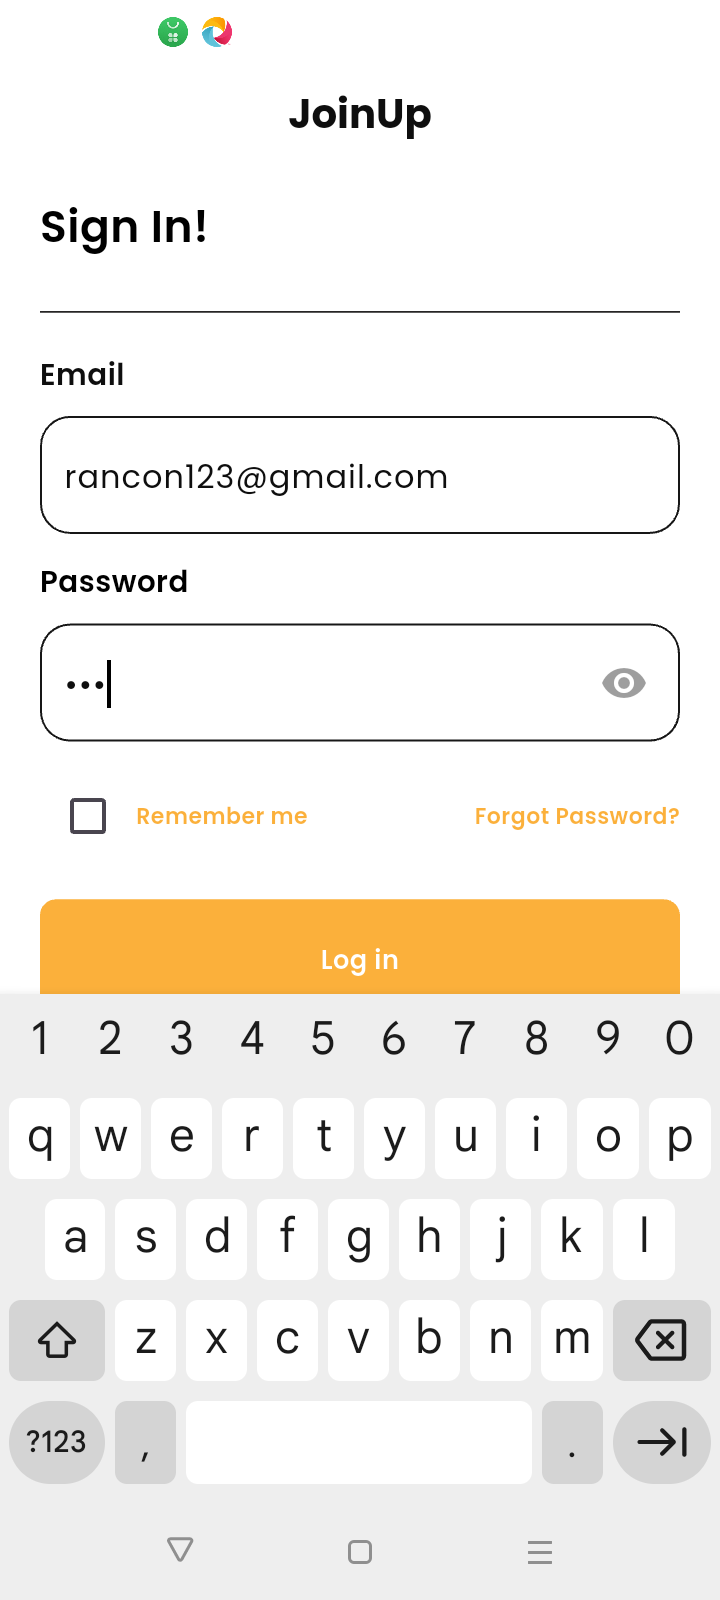 JoinUp
Sign In!
Email
rancon123@gmail.com
Password
•••
Remember me
Forgot Password?
Log in
1 2 3 4 5 6 7 8 9 0
q w e r t y u i o p
a s d f g h j k l
z x c v b n m
?123 , .